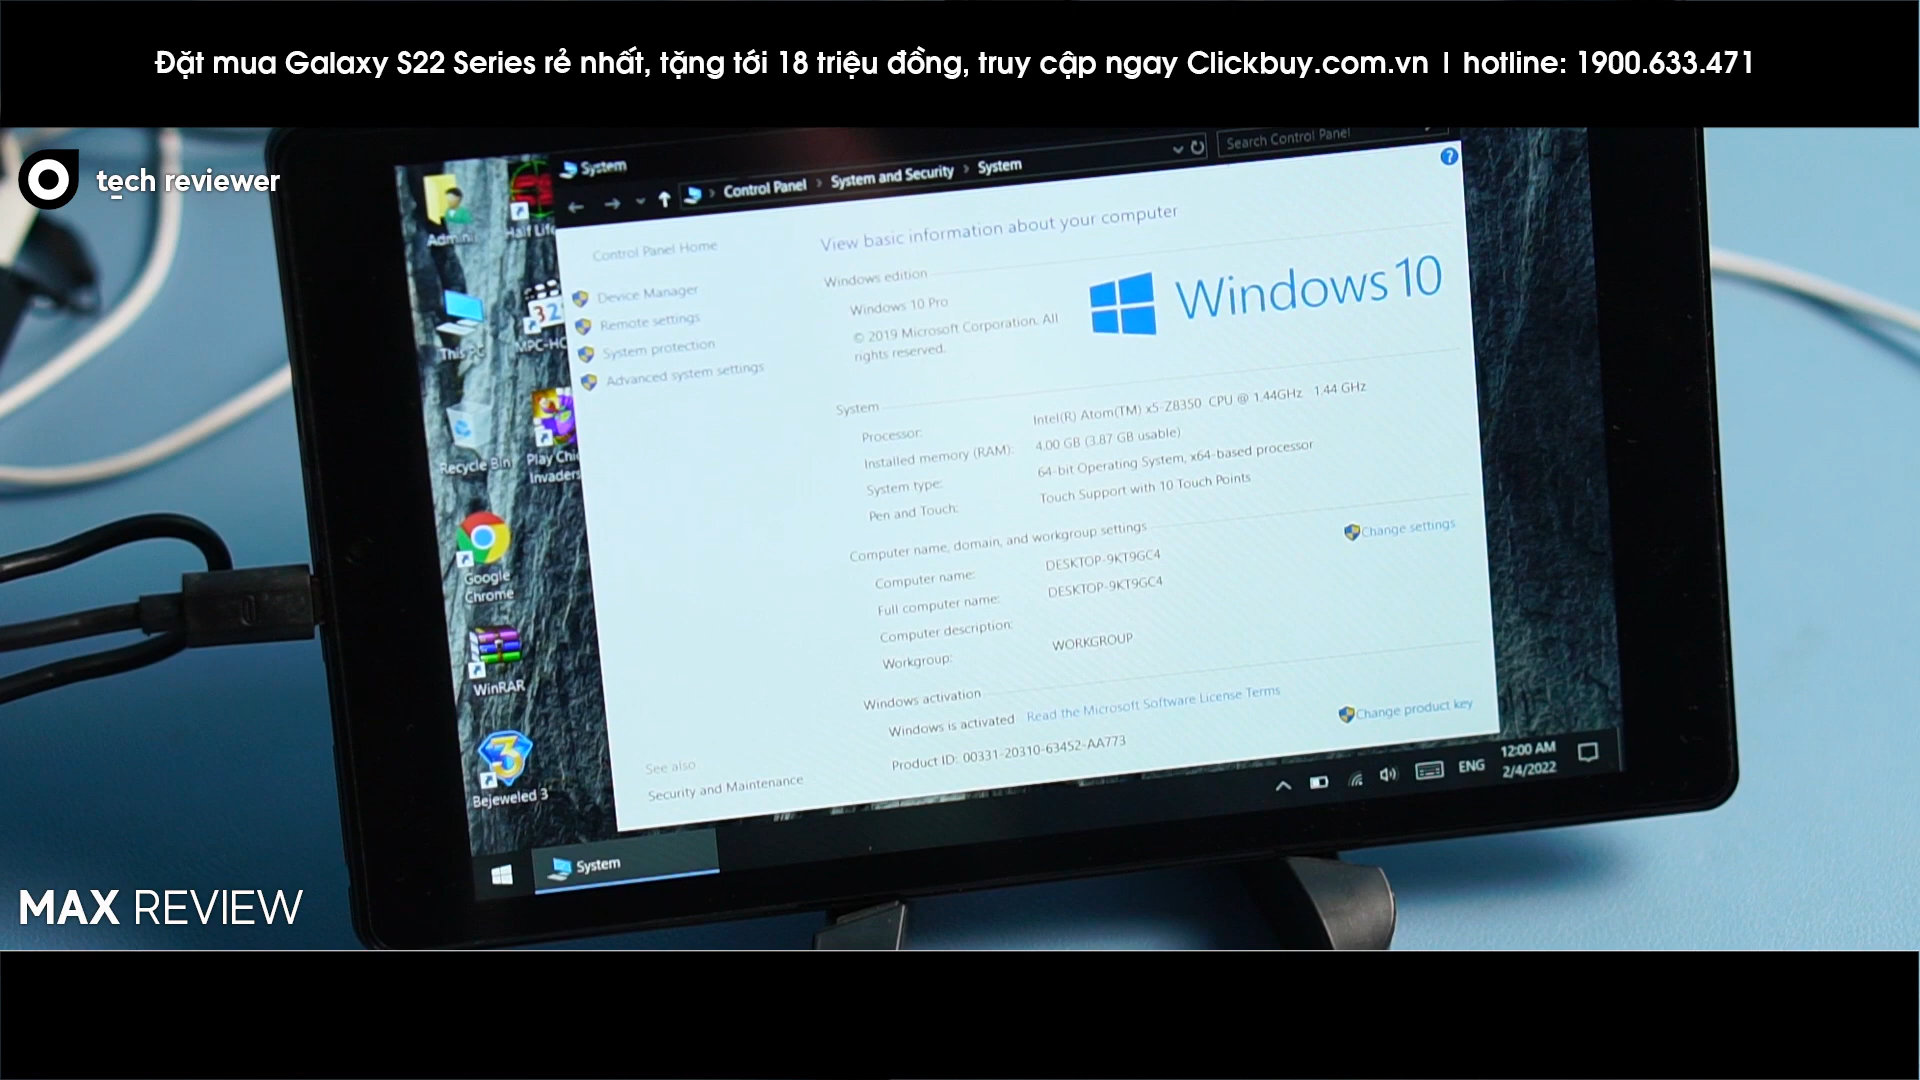 Đặt mua Galaxy S22 Series rẻ nhất, tặng tới 18 triệu đồng, truy cập ngay Clickbuy.com.vn | hotline: 1900.633.471
tech reviewer
System
Search Control Panel
Control Panel > System and Security > System
Control Panel Home
Device Manager
Remote settings
System protection
Advanced system settings
View basic information about your computer
Windows edition
Windows 10 Pro
© 2019 Microsoft Corporation. All
rights reserved.
Windows 10
System
Processor: Intel(R) Atom(TM) x5-Z8350 CPU @ 1.44GHz 1.44 GHz
Installed memory (RAM): 4.00 GB (3.87 GB usable)
System type: 64-bit Operating System, x64-based processor
Pen and Touch: Touch Support with 10 Touch Points
Computer name, domain, and workgroup settings
Computer name: DESKTOP-9KT9GC4
Change settings
Full computer name: DESKTOP-9KT9GC4
Computer description:
Workgroup: WORKGROUP
Windows activation
Windows is activated Read the Microsoft Software License Terms
Product ID: 00331-20310-63452-AA773
Change product key
See also
Security and Maintenance
Admini
Half Life
This PC
MPC-HC
Recycle Bin
Play Chic
Invaders
Google
Chrome
WinRAR
3
Bejeweled 3
System
ENG
12:00 AM
2/4/2022
MAX REVIEW